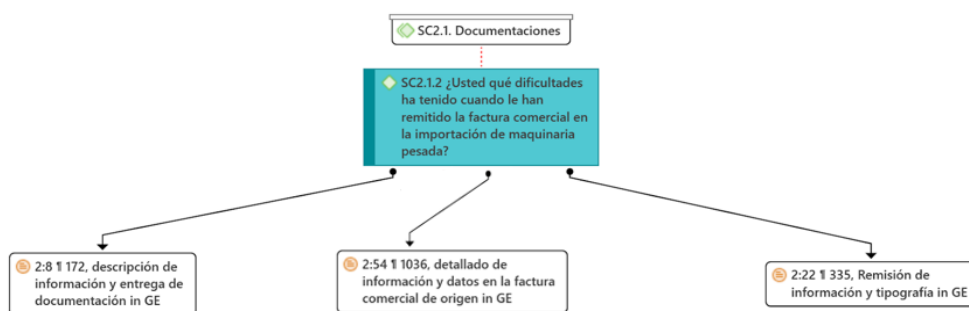 SC2.1. Documentaciones
SC2.1.2 ¿Usted qué dificultades
ha tenido cuando le han
remitido la factura comercial en
la importación de maquinaria
pesada?
2:8 ¶ 172, descripción de
información y entrega de
documentación in GE
2:54 ¶ 1036, detallado de
información y datos en la factura
comercial de origen in GE
2:22 ¶ 335, Remisión de
información y tipografía in GE